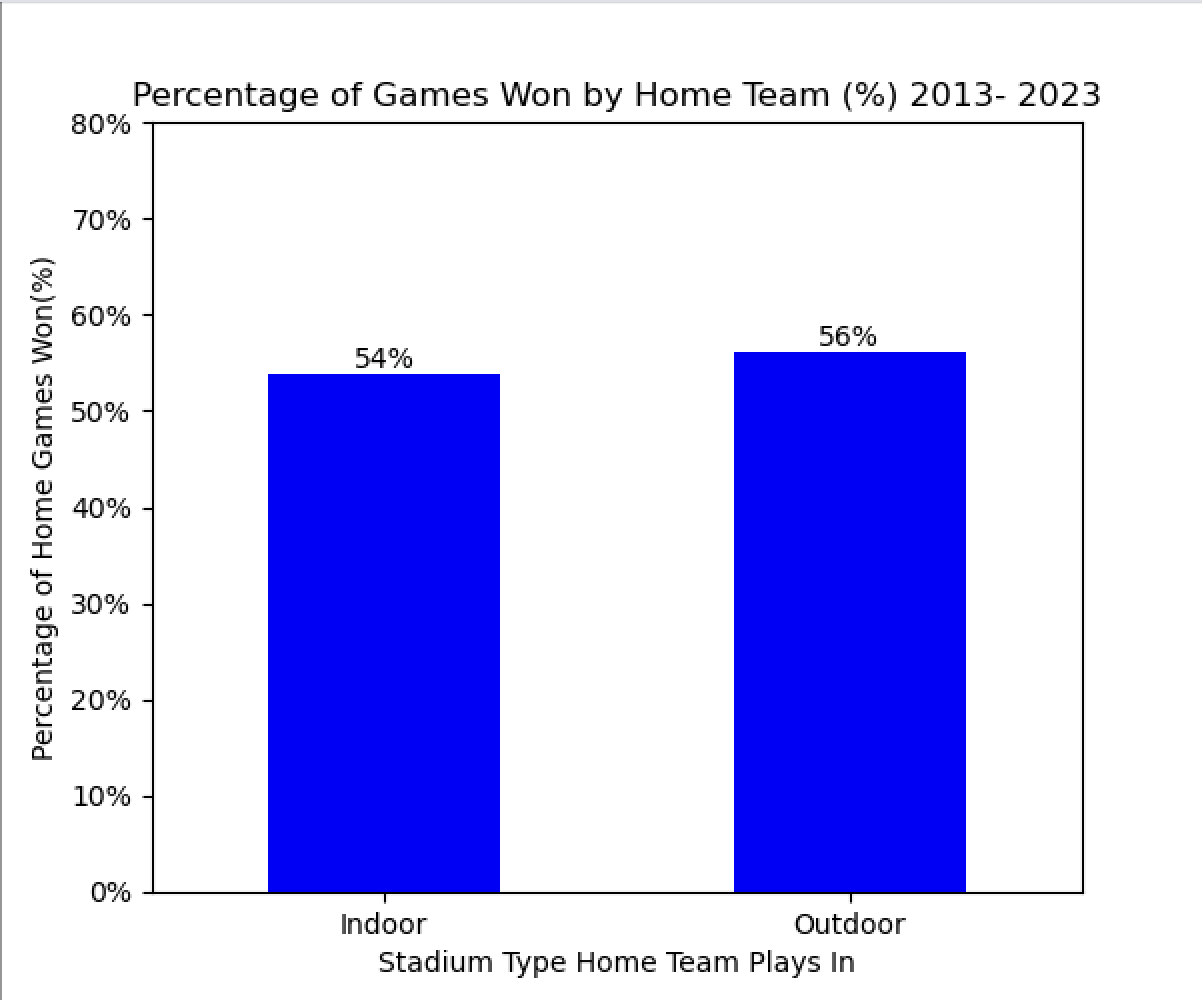 Percentage of Games Won by Home Team (%) 2013- 2023
80%
70%
60%
50%
40%
30%
20%
10%
0%
Percentage of Home Games Won(%)
54%
56%
Indoor
Outdoor
Stadium Type Home Team Plays In